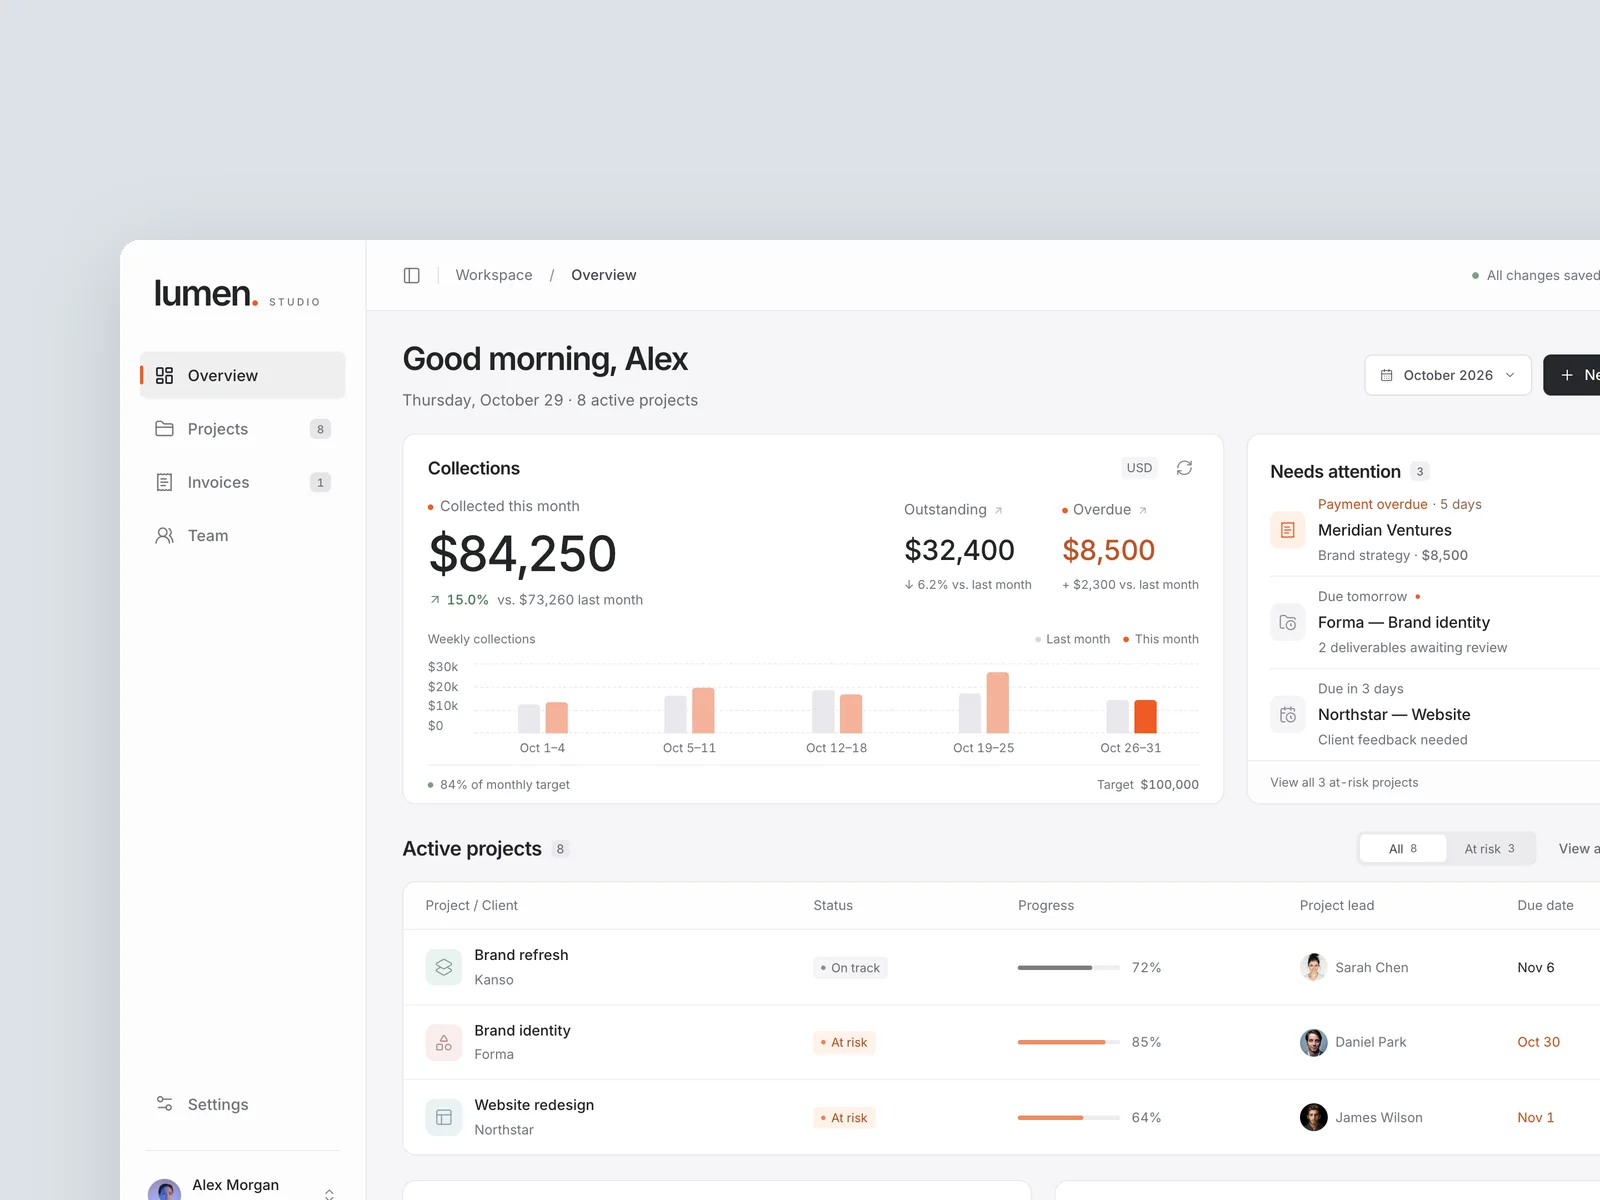 lumen. STUDIO
Overview
Projects 8
Invoices 1
Team
Settings
Alex Morgan
Workspace / Overview
All changes saved
Good morning, Alex
Thursday, October 29 · 8 active projects
October 2026
Collections
USD
Collected this month
$84,250
15.0% vs. $73,260 last month
Outstanding
$32,400
6.2% vs. last month
Overdue
$8,500
+ $2,300 vs. last month
Weekly collections
Last month This month
$30k
$20k
$10k
$0
Oct 1–4 Oct 5–11 Oct 12–18 Oct 19–25 Oct 26–31
84% of monthly target
Target $100,000
Needs attention 3
Payment overdue · 5 days
Meridian Ventures
Brand strategy · $8,500
Due tomorrow
Forma — Brand identity
2 deliverables awaiting review
Due in 3 days
Northstar — Website
Client feedback needed
View all 3 at-risk projects
Active projects 8
All 8 At risk 3
View
Project / Client Status Progress Project lead Due date
Brand refresh
Kanso
On track
72%
Sarah Chen
Nov 6
Brand identity
Forma
At risk
85%
Daniel Park
Oct 30
Website redesign
Northstar
At risk
64%
James Wilson
Nov 1